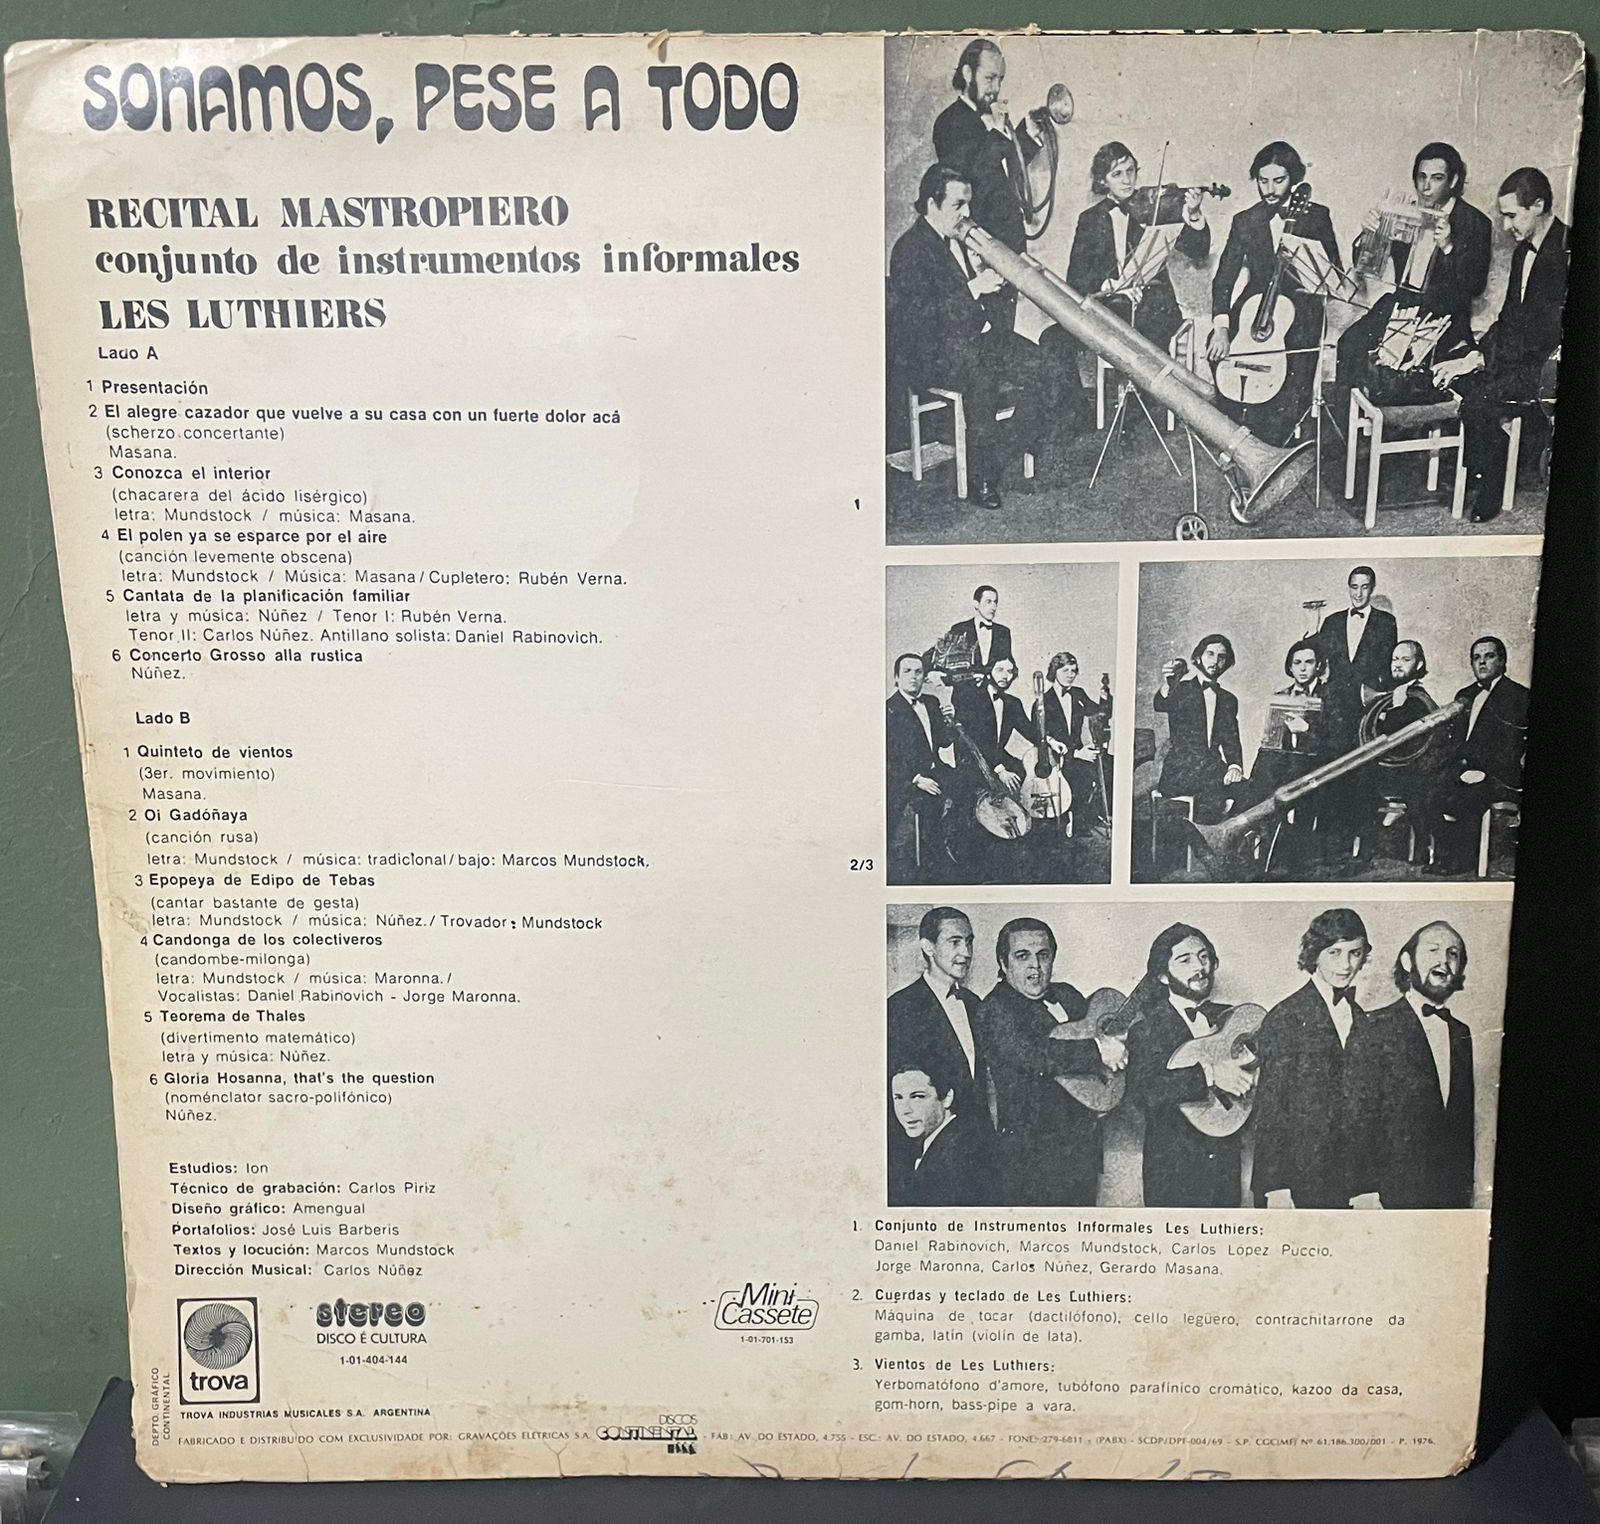 SONAMOS, PESE A TODO
RECITAL MASTROPIERO
conjunto de instrumentos informales
LES LUTHIERS
Lado A
1 Presentación
2 El alegre cazador que vuelve a su casa con un fuerte dolor acá
(scherzo concertante)
Masana.
3 Conozca el interior
(chacarera del ácido lisérgico)
letra: Mundstock / música: Masana.
4 El polen ya se esparce por el aire
(canción levemente obscena)
letra: Mundstock / Música: Masana / Cupletero: Rubén Verna.
5 Cantata de la planificación familiar
letra y música: Núñez / Tenor I: Rubén Verna.
Tenor II: Carlos Núñez. Antillano solista: Daniel Rabinovich.
6 Concerto Grosso alla rustica
Núñez.
Lado B
1 Quinteto de vientos
(3er. movimiento)
Masana.
2 Oi Gadóñaya
(canción rusa)
letra: Mundstock / música: tradicional / bajo: Marcos Mundstock.
3 Epopeya de Edipo de Tebas
(cantar bastante de gesta)
letra: Mundstock / música: Núñez. / Trovador: Mundstock
4 Candonga de los colectiveros
(candombe-milonga)
letra: Mundstock / música: Maronna. /
Vocalistas: Daniel Rabinovich - Jorge Maronna.
5 Teorema de Thales
(divertimento matemático)
letra y música: Núñez.
6 Gloria Hosanna, that's the question
(noménclator sacro-polifónico)
Núñez.
Estudios: Ion
Técnico de grabación: Carlos Piriz
Diseño gráfico: Amengual
Portafolios: José Luis Barberis
Textos y locución: Marcos Mundstock
Dirección Musical: Carlos Núñez
1
2/3
1. Conjunto de Instrumentos Informales Les Luthiers:
Daniel Rabinovich, Marcos Mundstock, Carlos López Puccio,
Jorge Maronna, Carlos Núñez, Gerardo Masana.
2. Cuerdas y teclado de Les Luthiers:
Máquina de tocar (dactilófono), cello legüero, contrachitarrone da
gamba, latín (violín de lata).
3. Vientos de Les Luthiers:
Yerbomatófono d'amore, tubófono parafínico cromático, kazoo da casa,
gom-horn, bass-pipe a vara.
trova
stereo
DISCO É CULTURA
1-01-404-144
Mini Cassete
1-01-701-153
DEPTO. GRÁFICO
CONTINENTAL
TROVA INDUSTRIAS MUSICALES S.A. ARGENTINA
FABRICADO E DISTRIBUIDO COM EXCLUSIVIDADE POR: GRAVAÇÕES ELÉTRICAS S.A. DISCOS CONTINENTAL - FÁB: AV. DO ESTADO, 4.755 - ESC.: AV. DO ESTADO, 4.667 - FONE: 279-6811 - (PABX) - SCDP/DPF-004/69 - S.P. CGC(MF) Nº 61.186.300/001 - P. 1976.